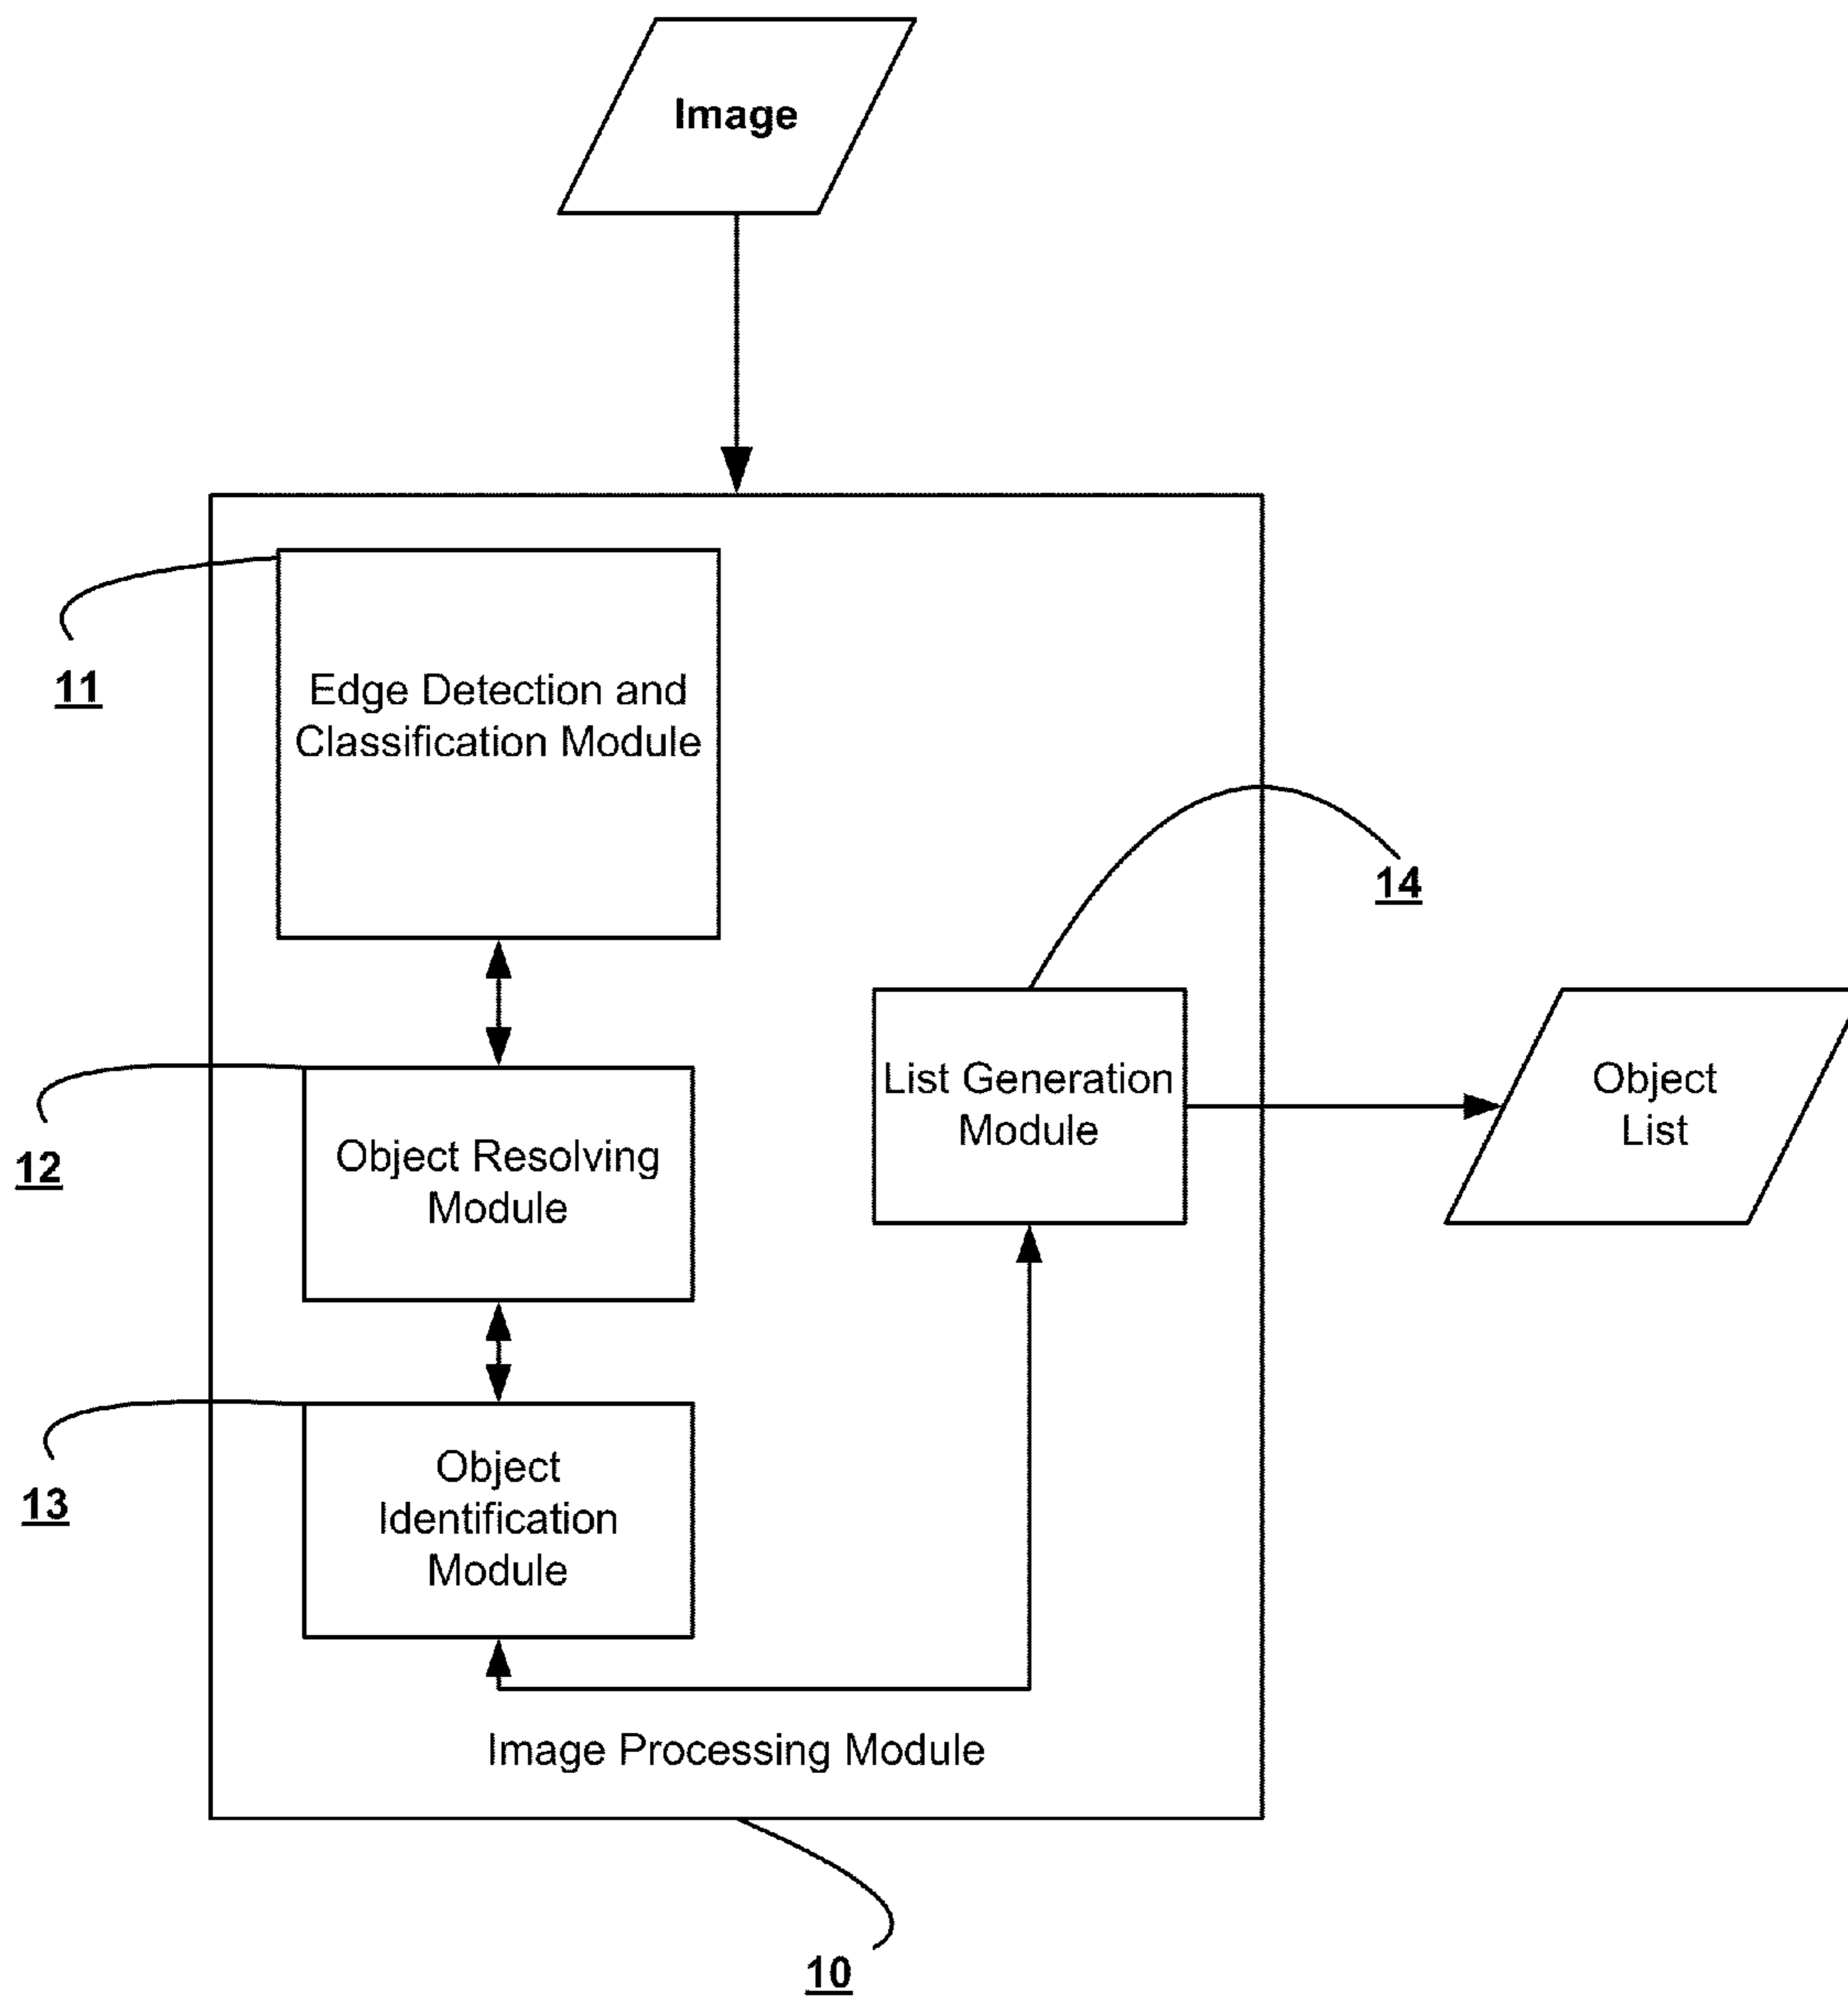 Image
11
Edge Detection and
Classification Module
14
List Generation
Module
Object
List
12
Object Resolving
Module
13
Object
Identification
Module
Image Processing Module
10